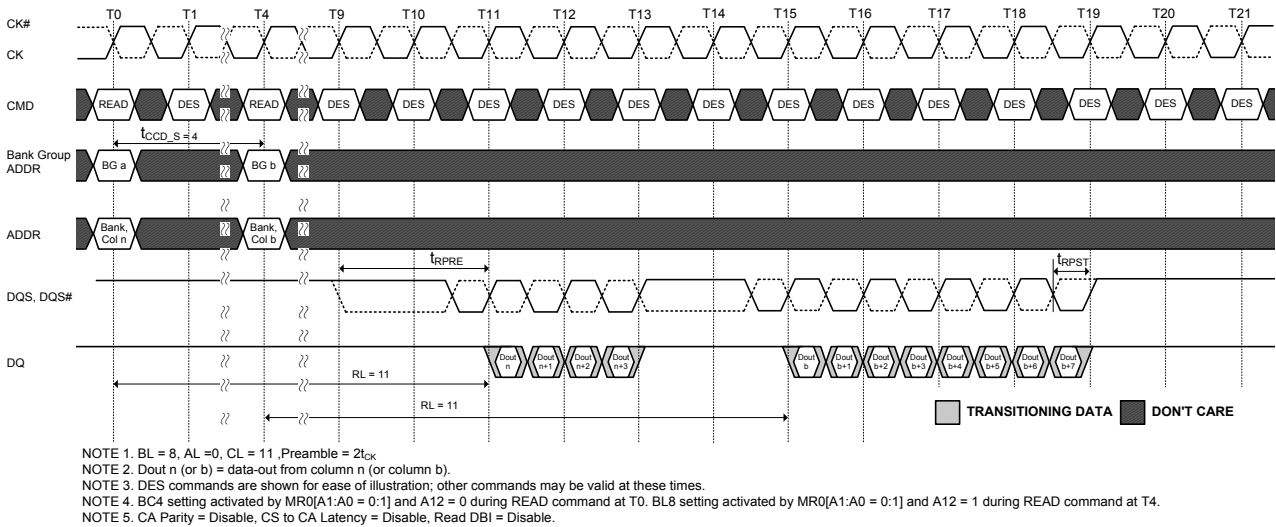 T0 T1 T4 T9 T10 T11 T12 T13 T14 T15 T16 T17 T18 T19 T20 T21
CK#
CK
CMD READ DES READ DES DES DES DES DES DES DES DES DES DES DES DES DES
tCCD_S = 4
Bank Group
ADDR
BG a BG b
ADDR
Bank,
Col n
Bank,
Col b
tRPRE tRPST
DQS, DQS#
DQ
Dout
n
Dout
n+1
Dout
n+2
Dout
n+3
Dout
b
Dout
b+1
Dout
b+2
Dout
b+3
Dout
b+4
Dout
b+5
Dout
b+6
Dout
b+7
RL = 11
RL = 11
TRANSITIONING DATA DON'T CARE
NOTE 1. BL = 8, AL =0, CL = 11 ,Preamble = 2tCK
NOTE 2. Dout n (or b) = data-out from column n (or column b).
NOTE 3. DES commands are shown for ease of illustration; other commands may be valid at these times.
NOTE 4. BC4 setting activated by MR0[A1:A0 = 0:1] and A12 = 0 during READ command at T0. BL8 setting activated by MR0[A1:A0 = 0:1] and A12 = 1 during READ command at T4.
NOTE 5. CA Parity = Disable, CS to CA Latency = Disable, Read DBI = Disable.